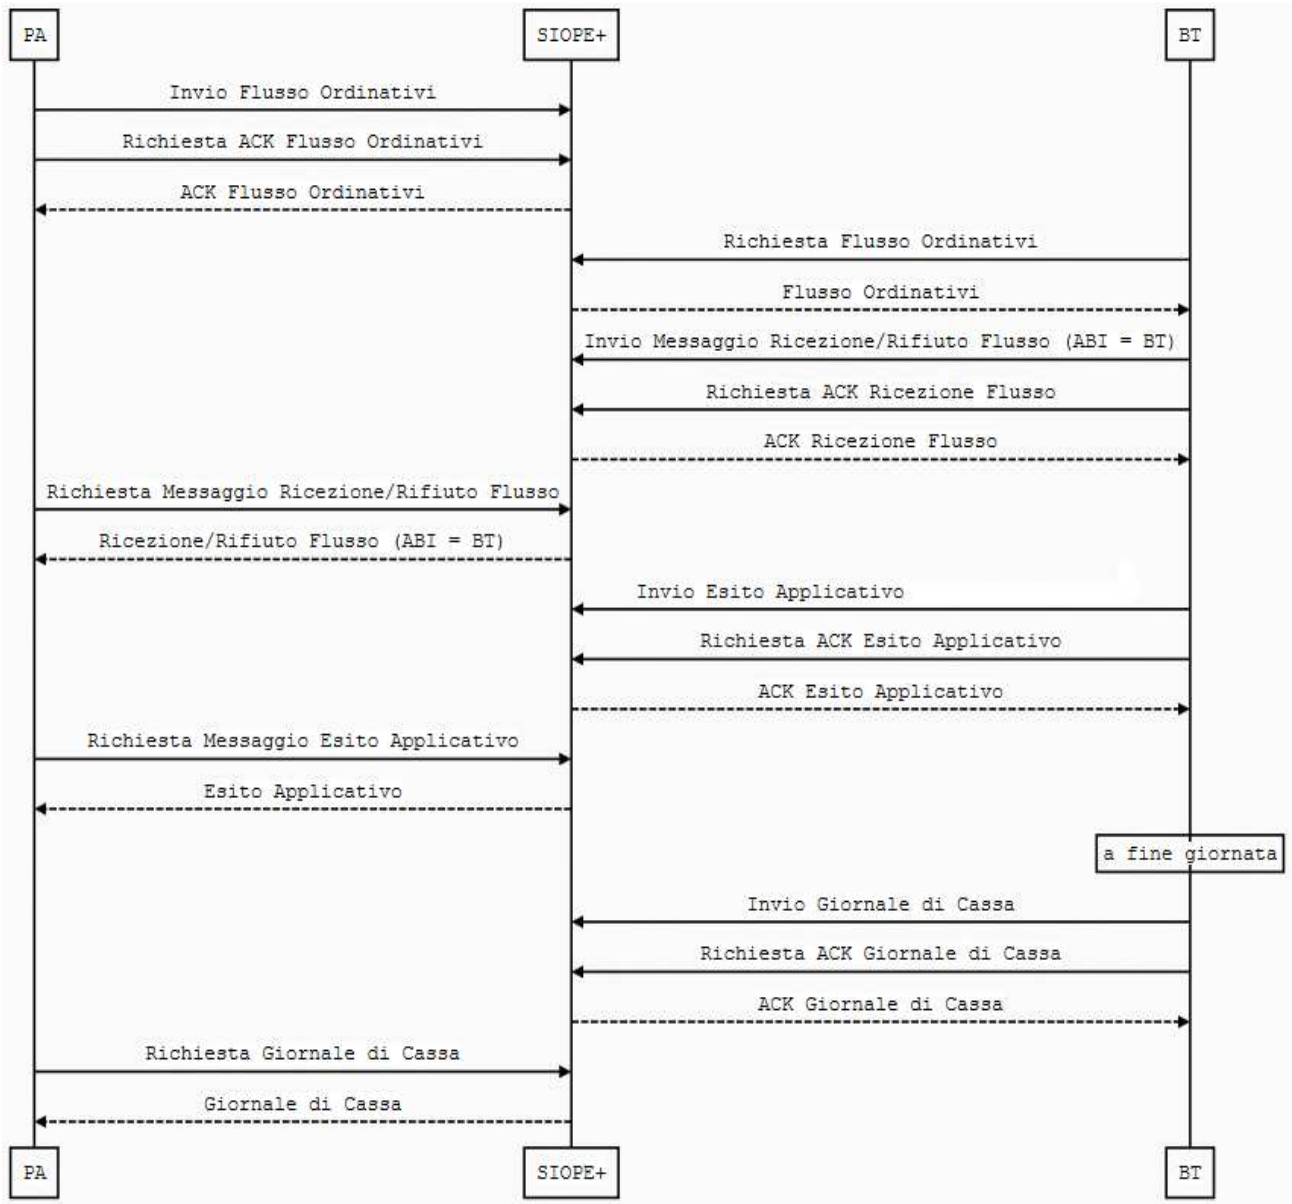 PA
SIOPE+
BT
Invio Flusso Ordinativi
Richiesta ACK Flusso Ordinativi
ACK Flusso Ordinativi
Richiesta Flusso Ordinativi
Flusso Ordinativi
Invio Messaggio Ricezione/Rifiuto Flusso (ABI = BT)
Richiesta ACK Ricezione Flusso
ACK Ricezione Flusso
Richiesta Messaggio Ricezione/Rifiuto Flusso
Ricezione/Rifiuto Flusso (ABI = BT)
Invio Esito Applicativo
Richiesta ACK Esito Applicativo
ACK Esito Applicativo
Richiesta Messaggio Esito Applicativo
Esito Applicativo
a fine giornata
Invio Giornale di Cassa
Richiesta ACK Giornale di Cassa
ACK Giornale di Cassa
Richiesta Giornale di Cassa
Giornale di Cassa
PA
SIOPE+
BT